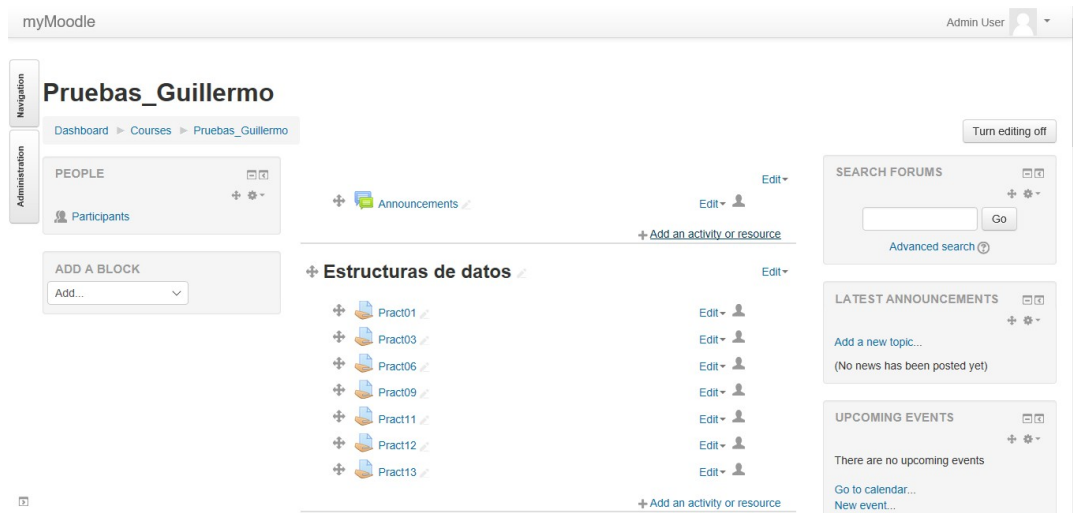 myMoodle
Admin User
Navigation
Administration
Pruebas_Guillermo
Dashboard Courses Pruebas_Guillermo
Turn editing off
PEOPLE
Participants
ADD A BLOCK
Add...
Edit
Announcements Edit
Add an activity or resource
Estructuras de datos Edit
Pract01 Edit
Pract03 Edit
Pract06 Edit
Pract09 Edit
Pract11 Edit
Pract12 Edit
Pract13 Edit
Add an activity or resource
SEARCH FORUMS
Go
Advanced search ?
LATEST ANNOUNCEMENTS
Add a new topic...
(No news has been posted yet)
UPCOMING EVENTS
There are no upcoming events
Go to calendar...
New event...